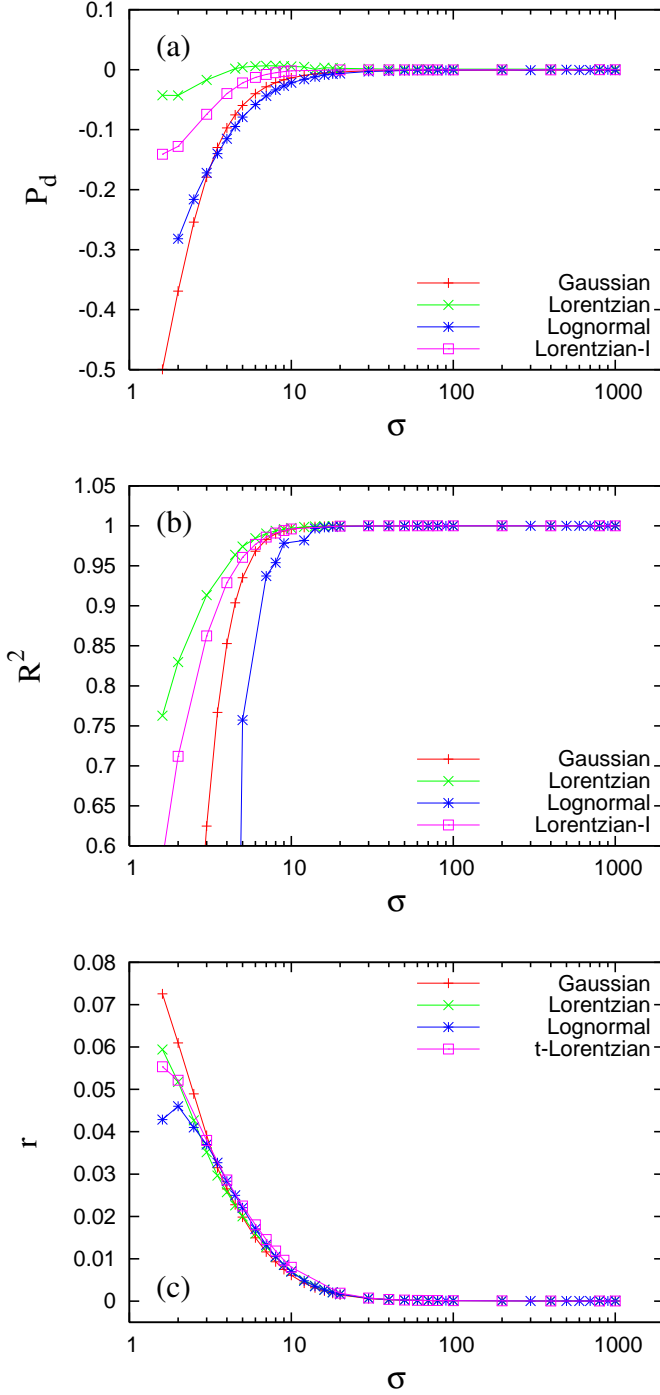 0.1
0
-0.1
-0.2
-0.3
-0.4
-0.5
P_d
(a)
Gaussian
Lorentzian
Lognormal
Lorentzian-I
1 10 100 1000
σ
1.05
1
0.95
0.9
0.85
0.8
0.75
0.7
0.65
0.6
R^2
(b)
Gaussian
Lorentzian
Lognormal
Lorentzian-I
1 10 100 1000
σ
0.08
0.07
0.06
0.05
0.04
0.03
0.02
0.01
0
r
Gaussian
Lorentzian
Lognormal
t-Lorentzian
(c)
1 10 100 1000
σ